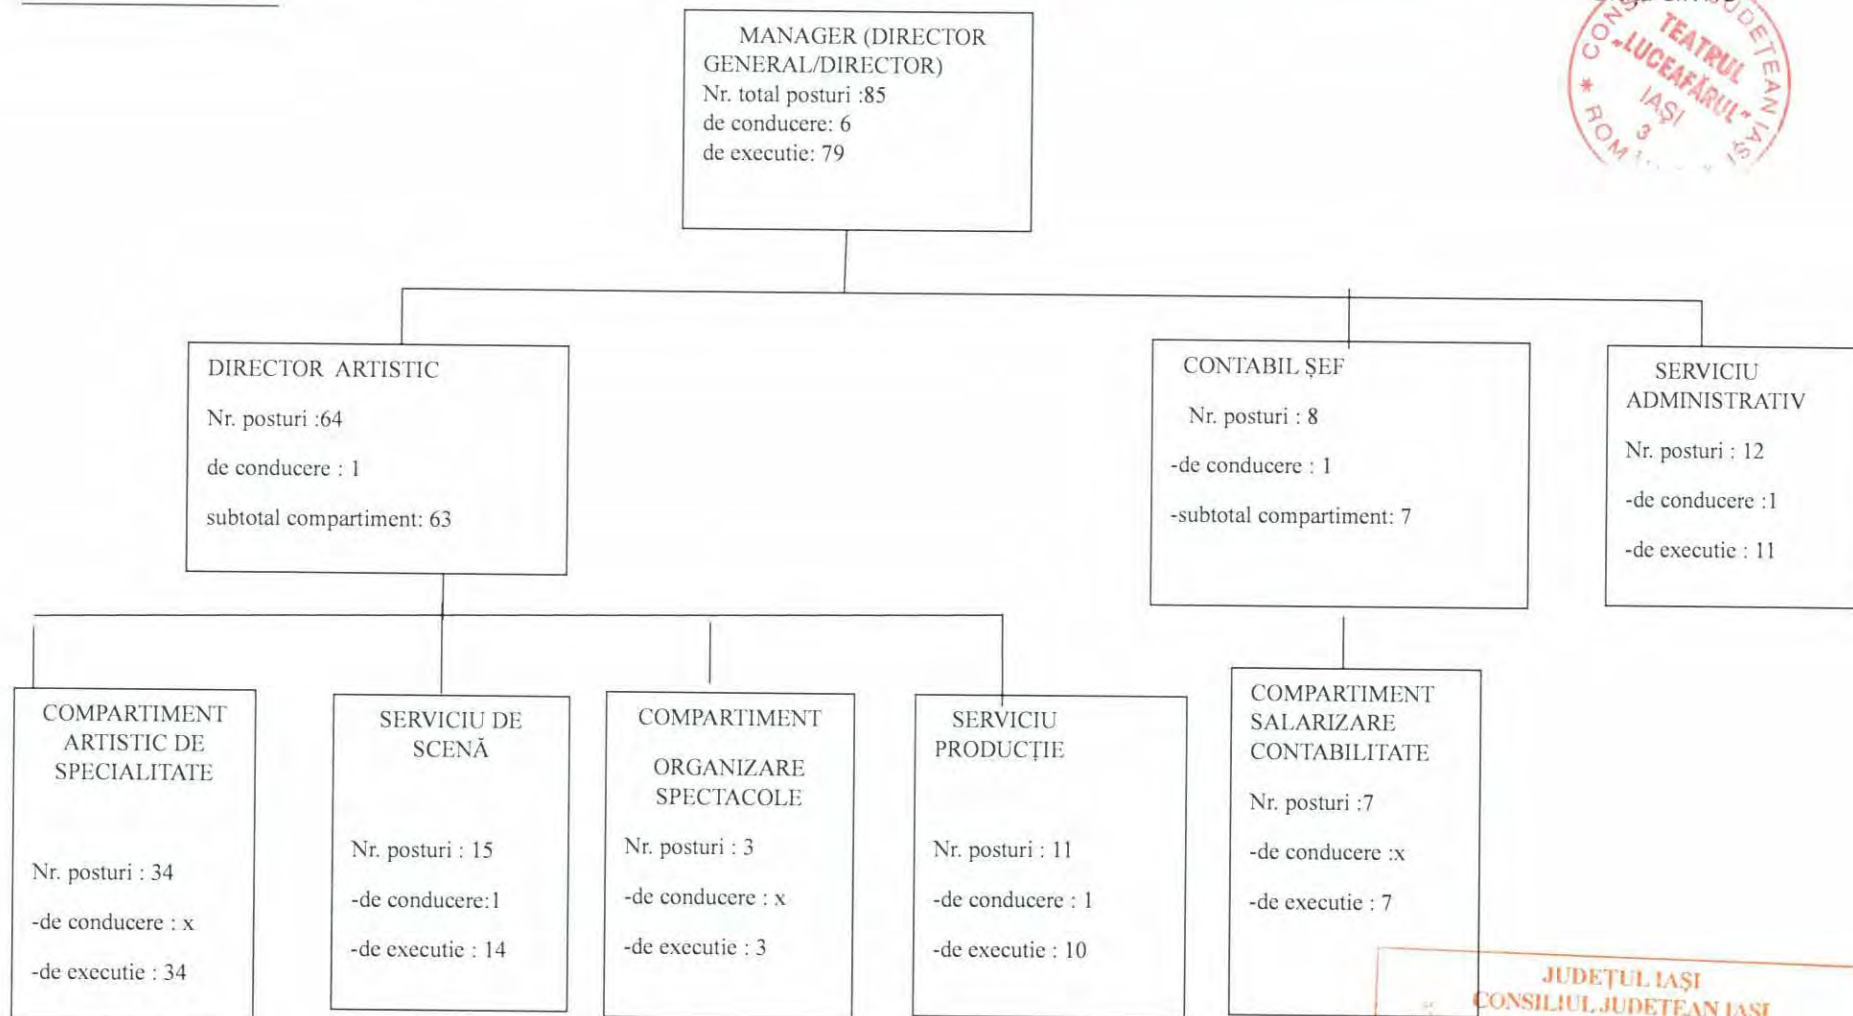 MANAGER (DIRECTOR
GENERAL/DIRECTOR)
Nr. total posturi :85
de conducere: 6
de executie: 79
TEATRUL
„LUCEAFĂRUL”
IAȘI
3
DIRECTOR ARTISTIC
Nr. posturi :64
de conducere : 1
subtotal compartiment: 63
CONTABIL ȘEF
Nr. posturi : 8
-de conducere : 1
-subtotal compartiment: 7
SERVICIU
ADMINISTRATIV
Nr. posturi : 12
-de conducere :1
-de executie : 11
COMPARTIMENT
ARTISTIC DE
SPECIALITATE
Nr. posturi : 34
-de conducere : x
-de executie : 34
SERVICIU DE
SCENĂ
Nr. posturi : 15
-de conducere:1
-de executie : 14
COMPARTIMENT
ORGANIZARE
SPECTACOLE
Nr. posturi : 3
-de conducere : x
-de executie : 3
SERVICIU
PRODUCȚIE
Nr. posturi : 11
-de conducere : 1
-de executie : 10
COMPARTIMENT
SALARIZARE
CONTABILITATE
Nr. posturi :7
-de conducere :x
-de executie : 7
JUDEȚUL IAȘI
CONSILIUL JUDEȚEAN IAȘI